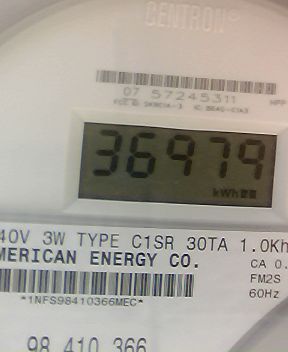 CENTRON®
07 57245311
36979
kWh
40V 3W TYPE C1SR 30TA 1.0Kh
MERICAN ENERGY CO.
CA 0.
FM2S
60Hz
*1NFS98410366MEC*
98 410 366